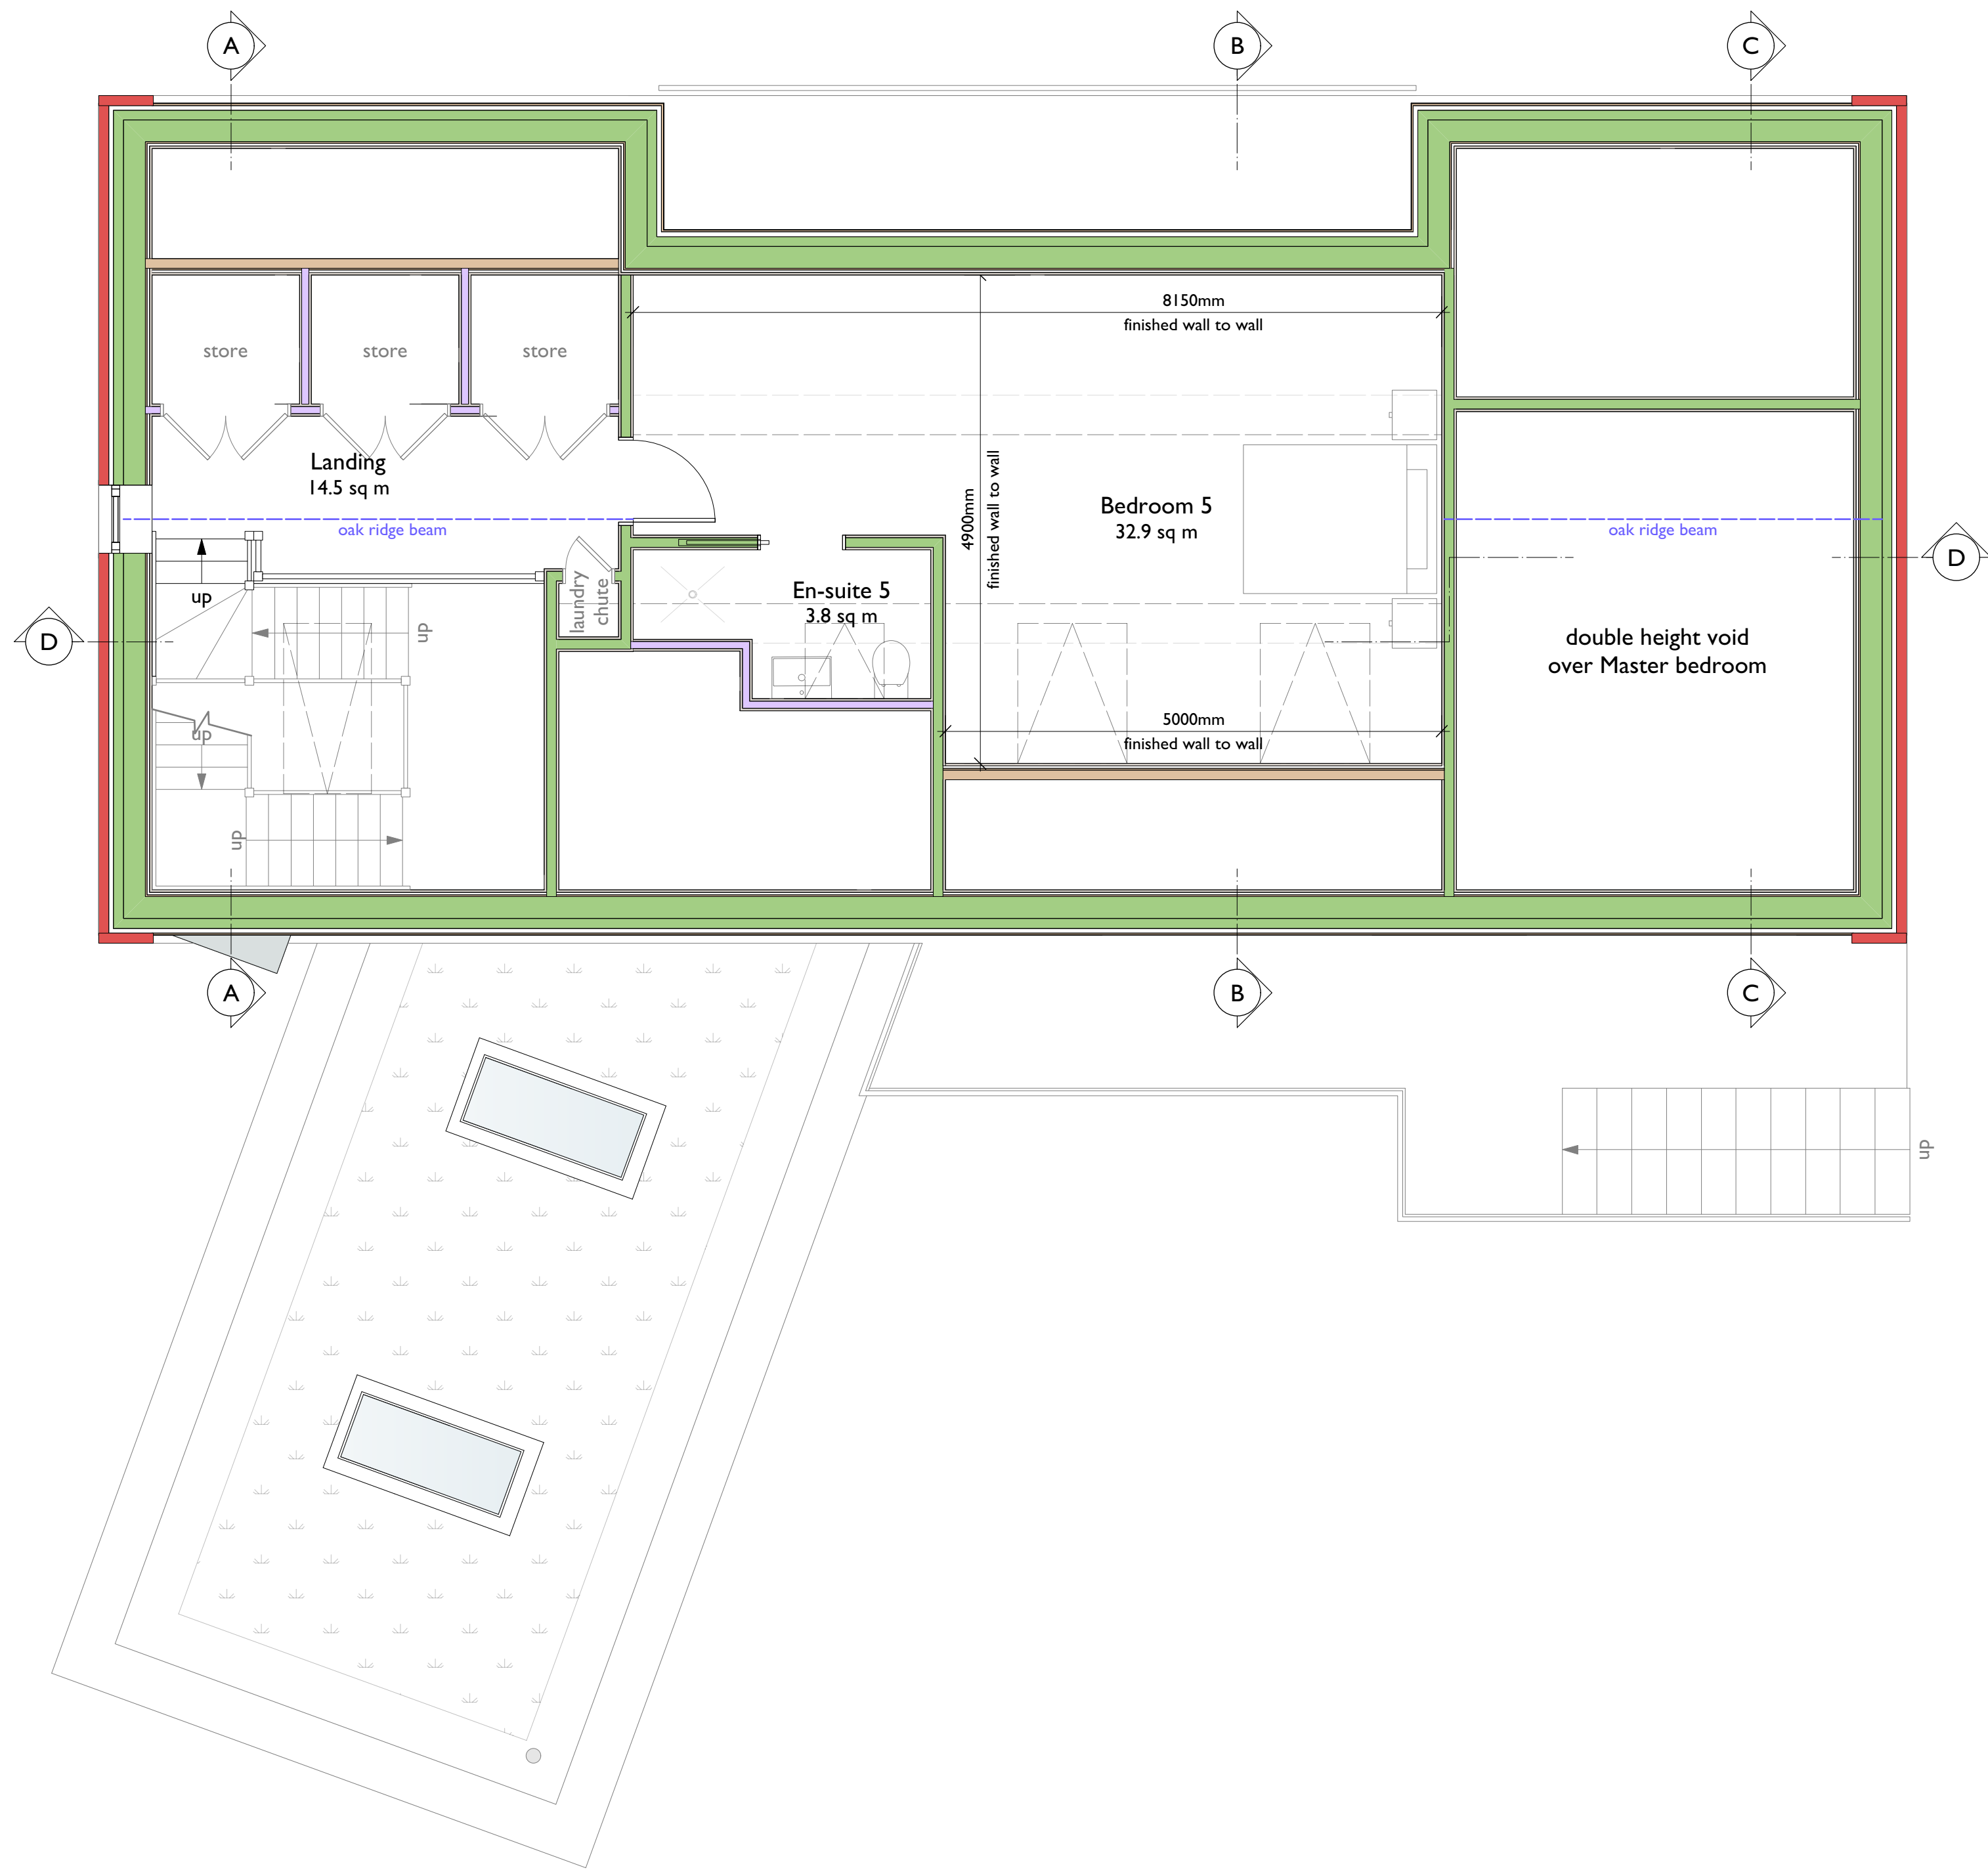 A
B
C
8150mm
finished wall to wall
store
store
store
Landing
14.5 sq m
4900mm
finished wall to wall
Bedroom 5
32.9 sq m
oak ridge beam
oak ridge beam
D
laundry
chute
En-suite 5
3.8 sq m
up
up
D
double height void
over Master bedroom
up
5000mm
finished wall to wall
up
A
B
C
up